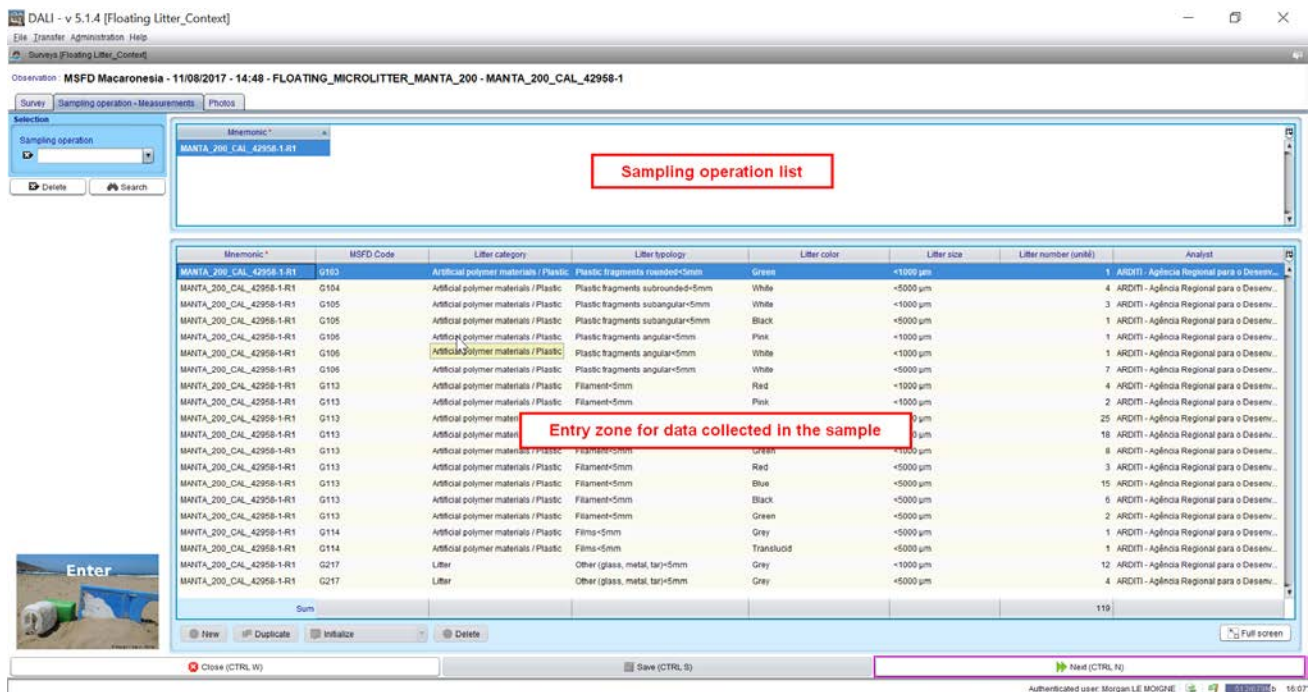 DALI - v 5.1.4 [Floating Litter_Context]
File Transfer Administration Help
Surveys [Floating Litter_Context]
Observation : MSFD Macaronesia - 11/08/2017 - 14:48 - FLOATING_MICROLITTER_MANTA_200 - MANTA_200_CAL_42958-1
Survey Sampling operation - Measurements Photos
Selection
Sampling operation
Delete Search
Mnemonic *
MANTA_200_CAL_42958-1-R1
Sampling operation list
Mnemonic * MSFD Code Litter category Litter typology Litter color Litter size Litter number (unité) Analyst
MANTA_200_CAL_42958-1-R1 G103 Artificial polymer materials / Plastic Plastic fragments rounded<5mm Green <1000 µm 1 ARDITI - Agência Regional para o Desenv...
MANTA_200_CAL_42958-1-R1 G104 Artificial polymer materials / Plastic Plastic fragments subrounded<5mm White <5000 µm 4 ARDITI - Agência Regional para o Desenv...
MANTA_200_CAL_42958-1-R1 G105 Artificial polymer materials / Plastic Plastic fragments subangular<5mm White <1000 µm 3 ARDITI - Agência Regional para o Desenv...
MANTA_200_CAL_42958-1-R1 G105 Artificial polymer materials / Plastic Plastic fragments subangular<5mm Black <5000 µm 1 ARDITI - Agência Regional para o Desenv...
MANTA_200_CAL_42958-1-R1 G106 Artificial polymer materials / Plastic Plastic fragments angular<5mm Pink <1000 µm 1 ARDITI - Agência Regional para o Desenv...
MANTA_200_CAL_42958-1-R1 G106 Artificial polymer materials / Plastic Plastic fragments angular<5mm White <1000 µm 1 ARDITI - Agência Regional para o Desenv...
MANTA_200_CAL_42958-1-R1 G106 Artificial polymer materials / Plastic Plastic fragments angular<5mm White <5000 µm 7 ARDITI - Agência Regional para o Desenv...
MANTA_200_CAL_42958-1-R1 G113 Artificial polymer materials / Plastic Filament<5mm Red <1000 µm 4 ARDITI - Agência Regional para o Desenv...
MANTA_200_CAL_42958-1-R1 G113 Artificial polymer materials / Plastic Filament<5mm Pink <1000 µm 2 ARDITI - Agência Regional para o Desenv...
MANTA_200_CAL_42958-1-R1 G113 Artificial polymer 25 ARDITI - Agência Regional para o Desenv...
Entry zone for data collected in the sample
MANTA_200_CAL_42958-1-R1 G113 Artificial polymer 18 ARDITI - Agência Regional para o Desenv...
MANTA_200_CAL_42958-1-R1 G113 Artificial polymer materials / Plastic Filament<5mm Green <1000 µm 8 ARDITI - Agência Regional para o Desenv...
MANTA_200_CAL_42958-1-R1 G113 Artificial polymer materials / Plastic Filament<5mm Red <5000 µm 3 ARDITI - Agência Regional para o Desenv...
MANTA_200_CAL_42958-1-R1 G113 Artificial polymer materials / Plastic Filament<5mm Blue <5000 µm 15 ARDITI - Agência Regional para o Desenv...
MANTA_200_CAL_42958-1-R1 G113 Artificial polymer materials / Plastic Filament<5mm Black <5000 µm 6 ARDITI - Agência Regional para o Desenv...
MANTA_200_CAL_42958-1-R1 G113 Artificial polymer materials / Plastic Filament<5mm Green <5000 µm 2 ARDITI - Agência Regional para o Desenv...
MANTA_200_CAL_42958-1-R1 G114 Artificial polymer materials / Plastic Films<5mm Grey <5000 µm 1 ARDITI - Agência Regional para o Desenv...
MANTA_200_CAL_42958-1-R1 G114 Artificial polymer materials / Plastic Films<5mm Translucid <5000 µm 1 ARDITI - Agência Regional para o Desenv...
MANTA_200_CAL_42958-1-R1 G217 Litter Other (glass, metal, tar)<5mm Grey <1000 µm 12 ARDITI - Agência Regional para o Desenv...
MANTA_200_CAL_42958-1-R1 G217 Litter Other (glass, metal, tar)<5mm Grey <5000 µm 4 ARDITI - Agência Regional para o Desenv...
Enter
Sum 119
New Duplicate Initialize Delete Full screen
Close (CTRL W) Save (CTRL S) Next (CTRL N)
Authenticated user: Morgan LE MOIGNE 16:07